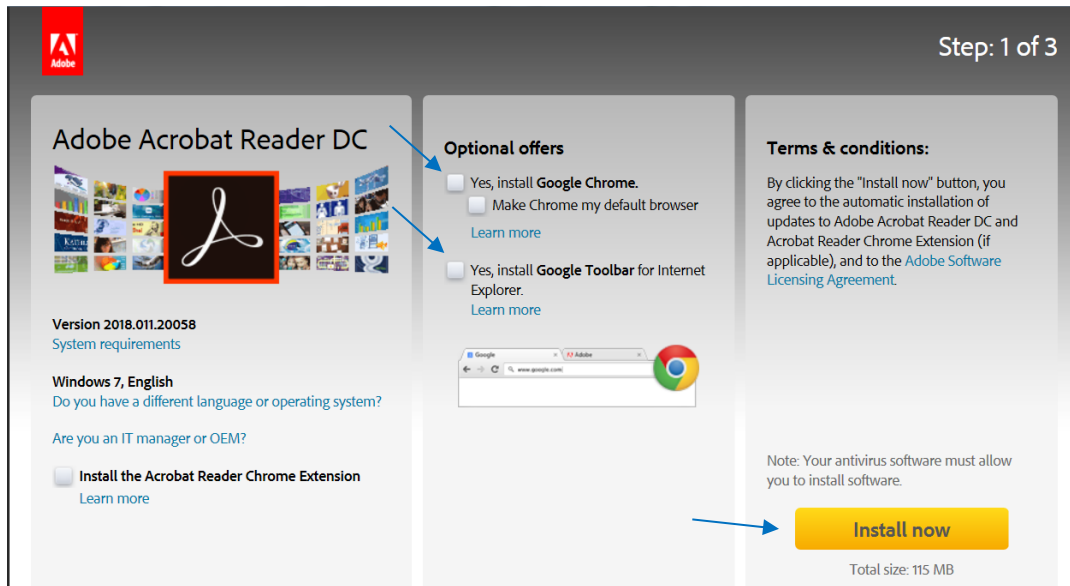 Adobe
Step: 1 of 3
Adobe Acrobat Reader DC
Version 2018.011.20058
System requirements
Windows 7, English
Do you have a different language or operating system?
Are you an IT manager or OEM?
Install the Acrobat Reader Chrome Extension
Learn more
Optional offers
Yes, install Google Chrome.
Make Chrome my default browser
Learn more
Yes, install Google Toolbar for Internet
Explorer.
Learn more
Google
Adobe
www.google.com
Terms & conditions:
By clicking the "Install now" button, you
agree to the automatic installation of
updates to Adobe Acrobat Reader DC and
Acrobat Reader Chrome Extension (if
applicable), and to the Adobe Software
Licensing Agreement.
Note: Your antivirus software must allow
you to install software.
Install now
Total size: 115 MB